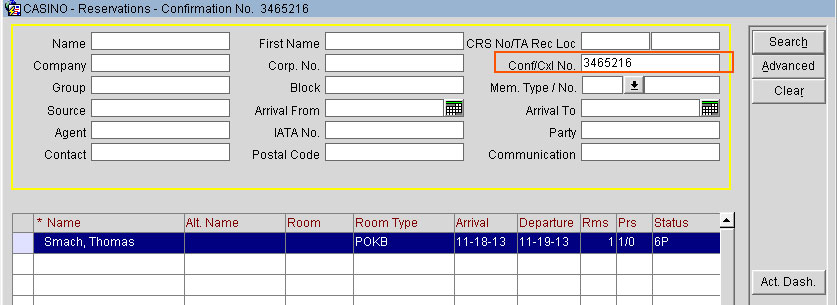 CASINO - Reservations - Confirmation No. 3465216
Name First Name CRS No/TA Rec Loc Search
Company Corp. No. Conf/Cxl No. 3465216 Advanced
Group Block Mem. Type / No. Clear
Source Arrival From Arrival To
Agent IATA No. Party
Contact Postal Code Communication
* Name Alt. Name Room Room Type Arrival Departure Rms Prs Status
Smach, Thomas POKB 11-18-13 11-19-13 1 1/0 6P
Act. Dash.